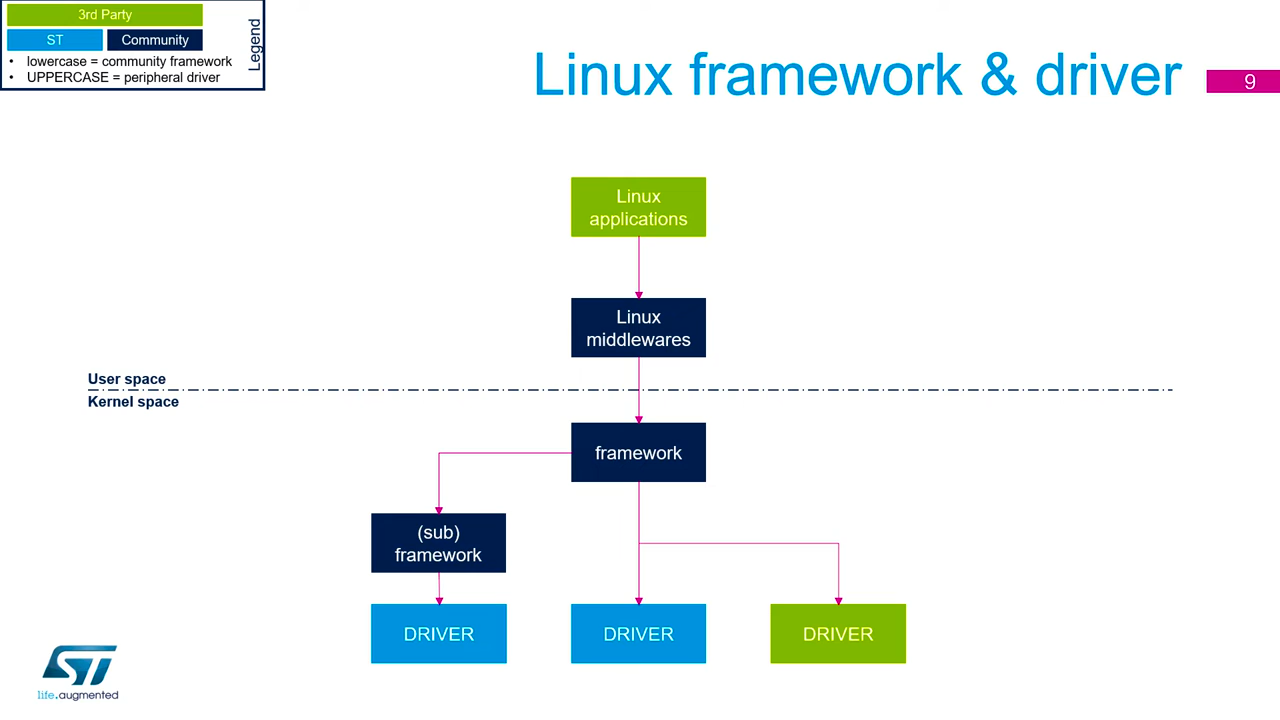 3rd Party
ST
Community
Legend
• lowercase = community framework
• UPPERCASE = peripheral driver
Linux framework & driver
9
Linux
applications
Linux
middlewares
User space
Kernel space
framework
(sub)
framework
DRIVER
DRIVER
DRIVER
ST
life.augmented